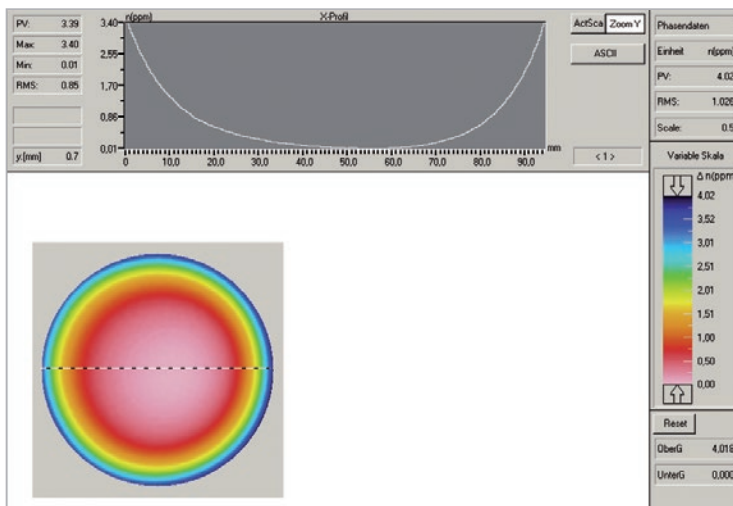 PV: 3.39
Max: 3.40
Min: 0.01
RMS: 0.85
y.[mm] 0.7
n[ppm] X-Profil
3.40
2.55
1.70
0.86
0.01
0 10.0 20.0 30.0 40.0 50.0 60.0 70.0 80.0 90.0 mm
ActSca Zoom Y
ASCII
< 1 >
Phasendaten
Einheit n[ppm]
PV: 4.02
RMS: 1.026
Scale: 0.5
Variable Skala
Δ n(ppm
4,02
3,52
3,01
2,51
2,01
1,51
1,00
0,50
0,00
Reset
OberG 4,018
UnterG 0,000